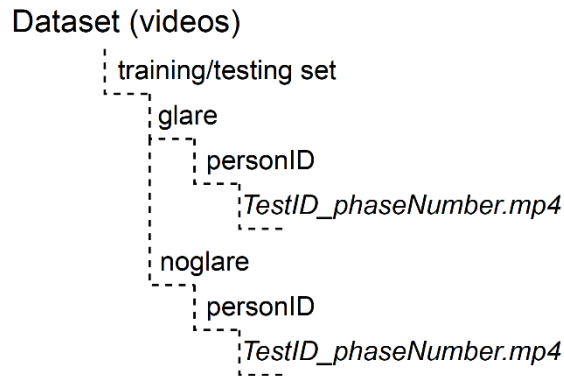 Dataset (videos)
training/testing set
glare
personID
TestID_phaseNumber.mp4
noglare
personID
TestID_phaseNumber.mp4